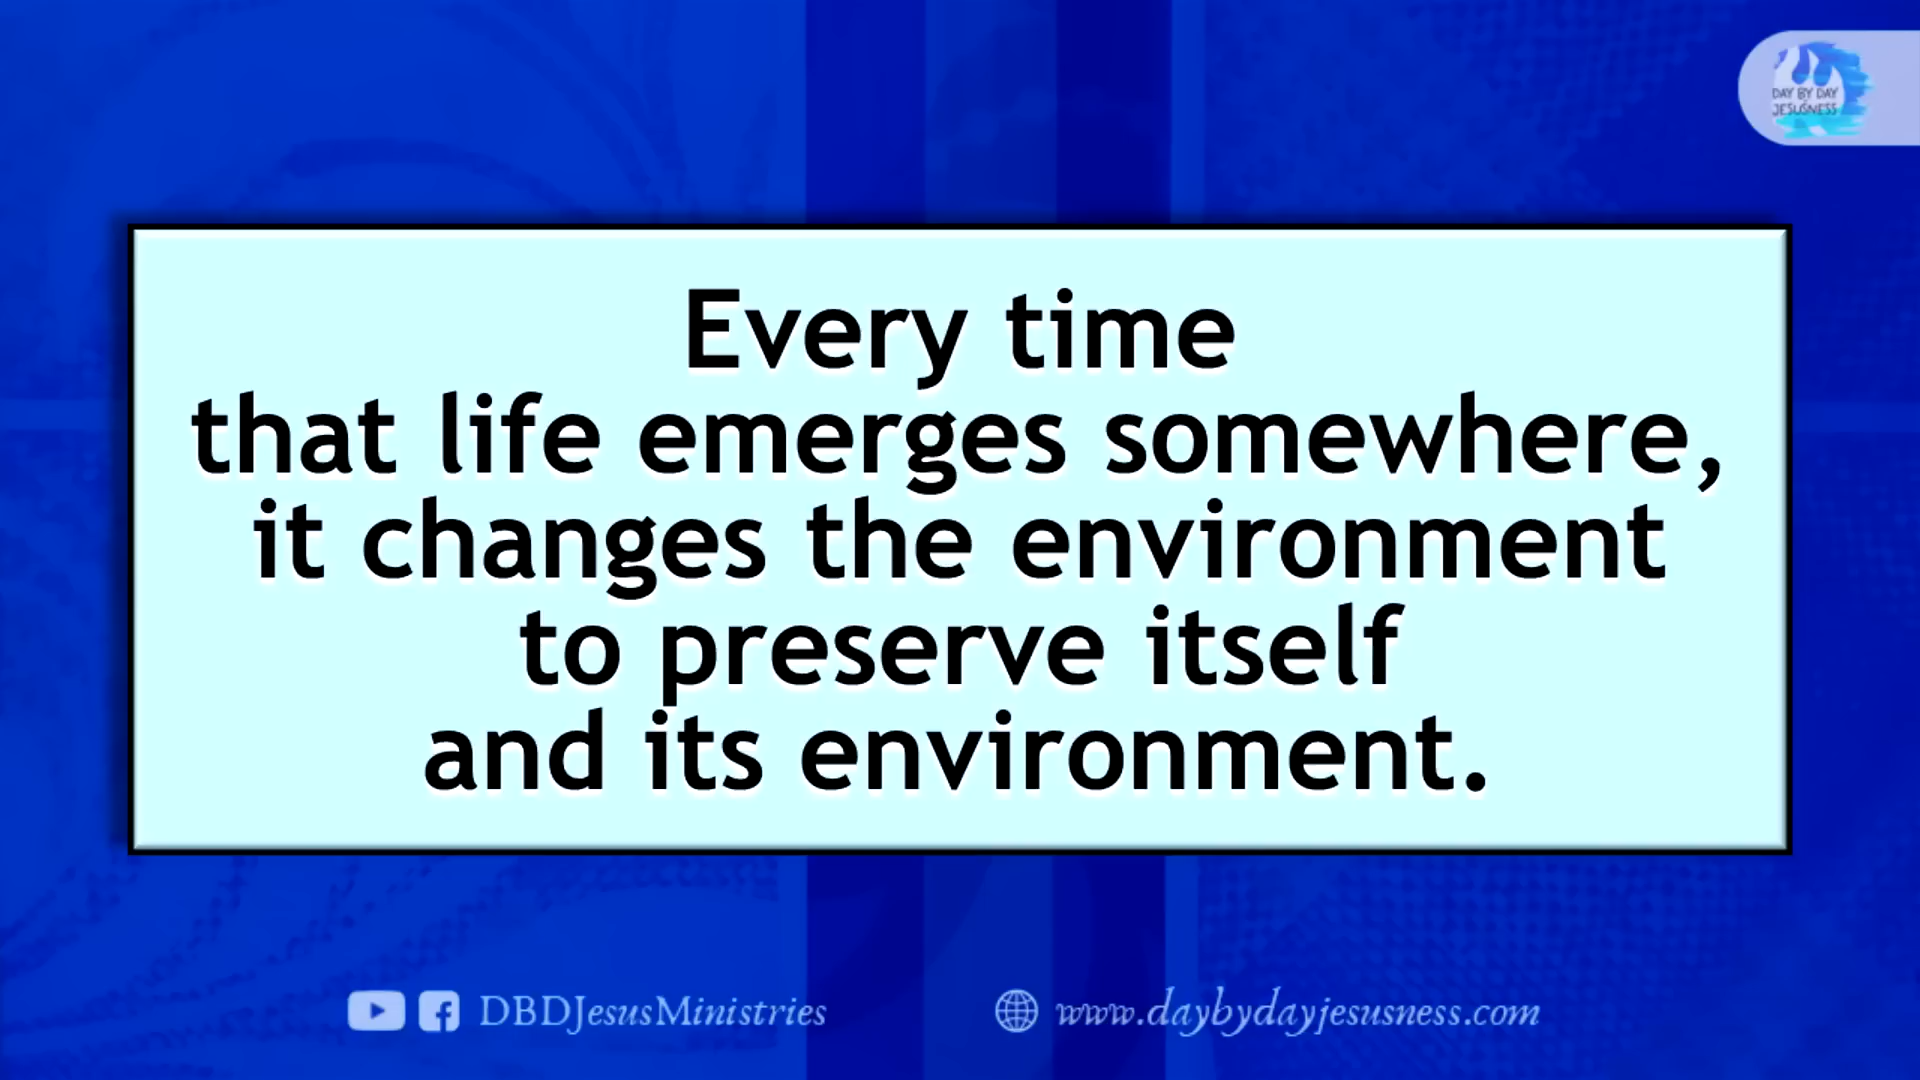 DAY BY DAY
JESUSNESS
Every time
that life emerges somewhere,
it changes the environment
to preserve itself
and its environment.
DBDJesusMinistries
www.daybydayjesusness.com